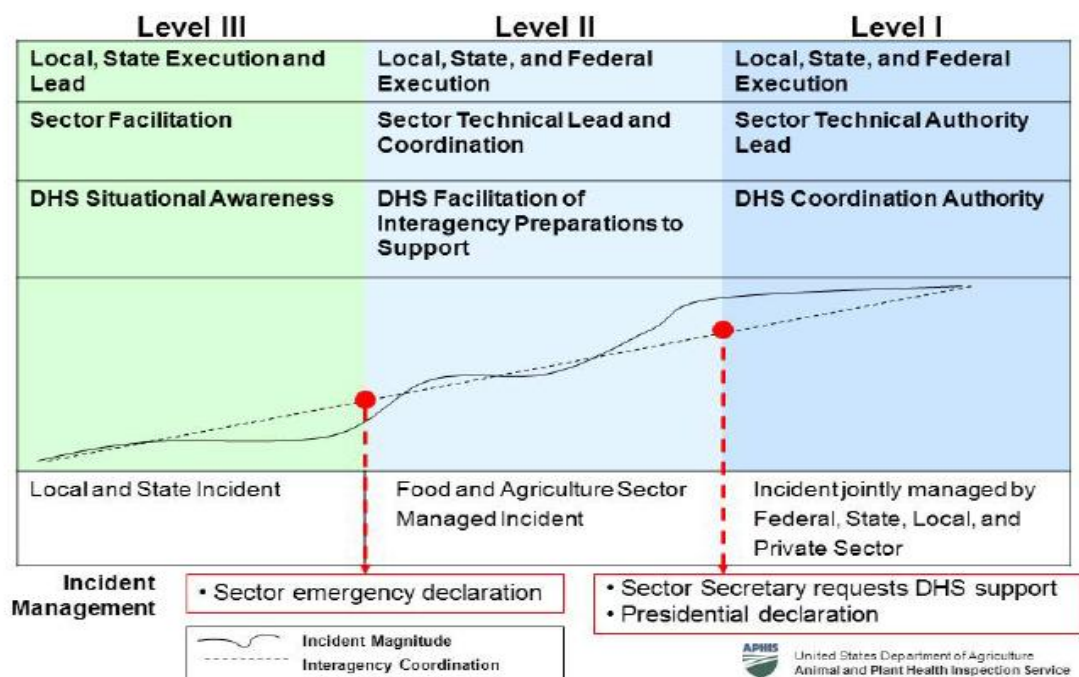 Level III
Level II
Level I
Local, State Execution and
Lead
Local, State, and Federal
Execution
Local, State, and Federal
Execution
Sector Facilitation
Sector Technical Lead and
Coordination
Sector Technical Authority
Lead
DHS Situational Awareness
DHS Facilitation of
Interagency Preparations to
Support
DHS Coordination Authority
Local and State Incident
Food and Agriculture Sector
Managed Incident
Incident jointly managed by
Federal, State, Local, and
Private Sector
Incident
Management
• Sector emergency declaration
• Sector Secretary requests DHS support
• Presidential declaration
Incident Magnitude
Interagency Coordination
APHIS
United States Department of Agriculture
Animal and Plant Health Inspection Service